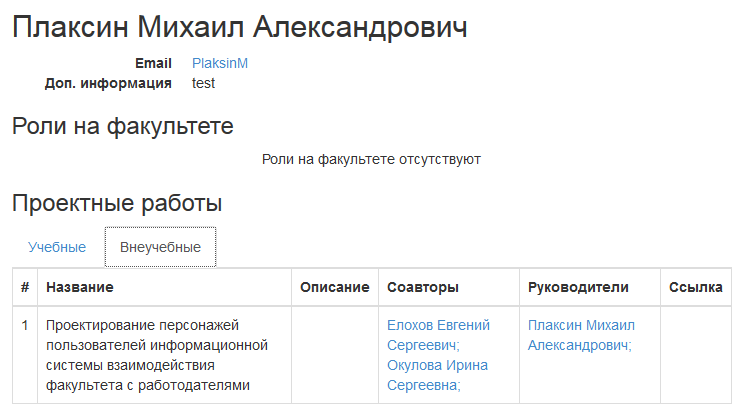 Плаксин Михаил Александрович
Email PlaksinM
Доп. информация test
Роли на факультете
Роли на факультете отсутствуют
Проектные работы
Учебные Внеучебные
# Название Описание Соавторы Руководители Ссылка
1 Проектирование персонажей Елохов Евгений Плаксин Михаил
пользователей информационной Сергеевич; Александрович;
системы взаимодействия Окулова Ирина
факультета с работодателями Сергеевна;